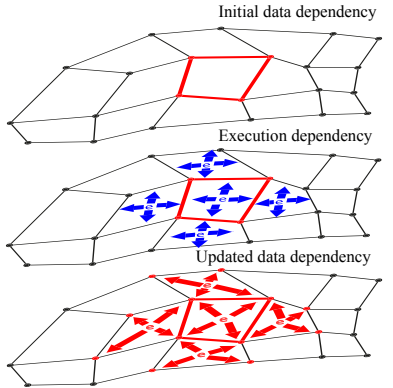 Initial data dependency
Execution dependency
e
e e e
e
Updated data dependency
e
e e e
e